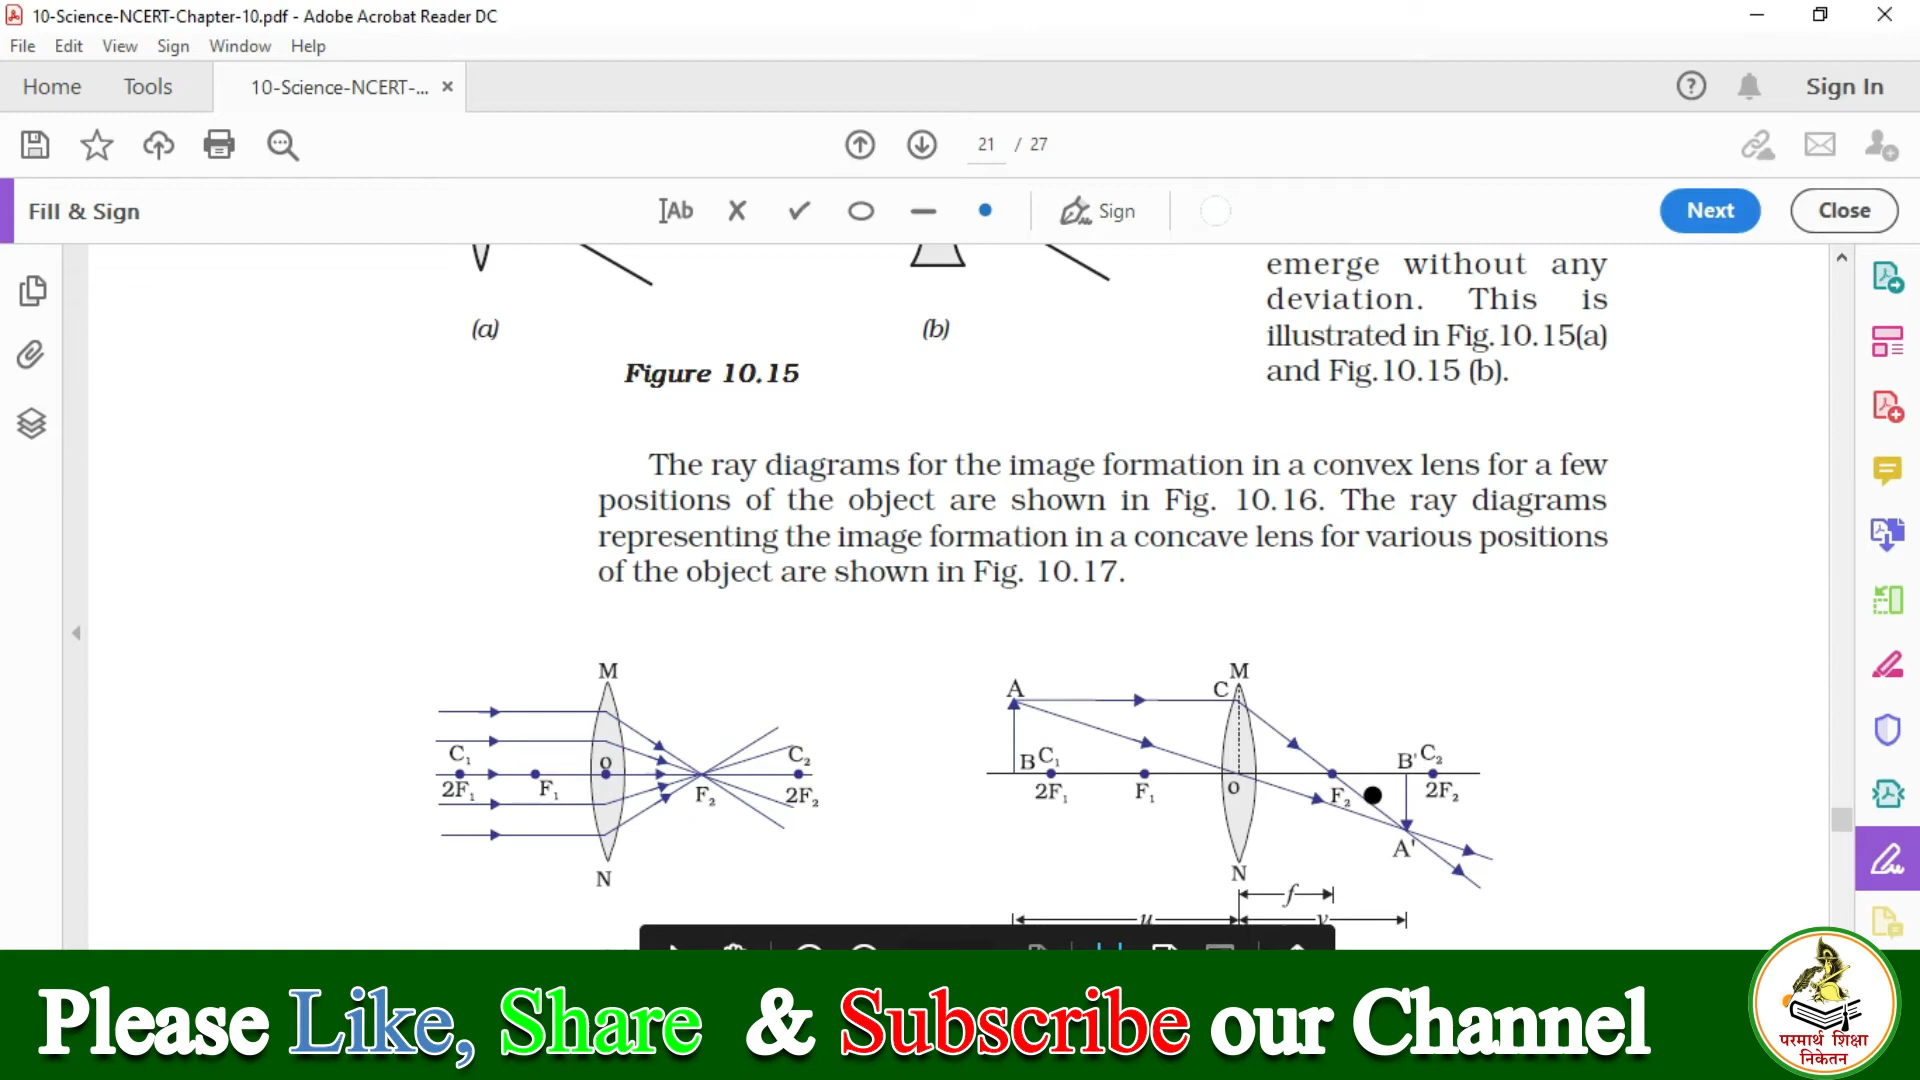 10-Science-NCERT-Chapter-10.pdf - Adobe Acrobat Reader DC
File Edit View Sign Window Help
Home Tools 10-Science-NCERT-... × Sign In
21 / 27
Fill & Sign
Ab Sign Next Close
emerge without any
deviation. This is
illustrated in Fig.10.15(a)
and Fig.10.15 (b).
(a) (b)
Figure 10.15
The ray diagrams for the image formation in a convex lens for a few
positions of the object are shown in Fig. 10.16. The ray diagrams
representing the image formation in a concave lens for various positions
of the object are shown in Fig. 10.17.
M
C₁ O C₂
2F₁ F₁ F₂ 2F₂
N
M
A C
B C₁ B' C₂
2F₁ F₁ O F₂ 2F₂
A'
N
f
u v
Please Like, Share & Subscribe our Channel
परमार्थ शिक्षा
निकेतन